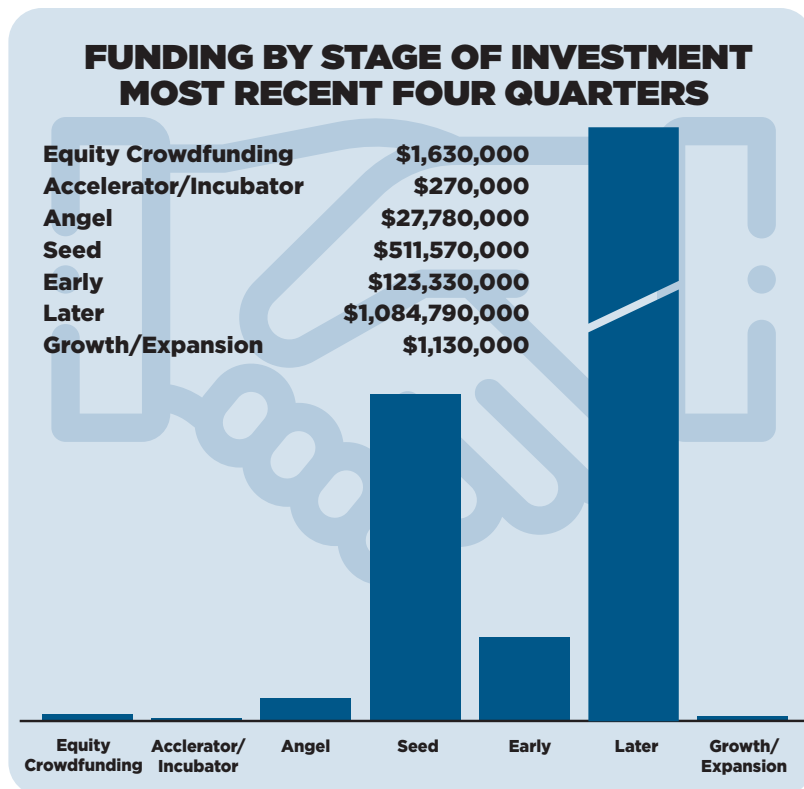 FUNDING BY STAGE OF INVESTMENT
MOST RECENT FOUR QUARTERS
Equity Crowdfunding $1,630,000
Accelerator/Incubator $270,000
Angel $27,780,000
Seed $511,570,000
Early $123,330,000
Later $1,084,790,000
Growth/Expansion $1,130,000
Equity Crowdfunding
Acclerator/ Incubator
Angel
Seed
Early
Later
Growth/ Expansion